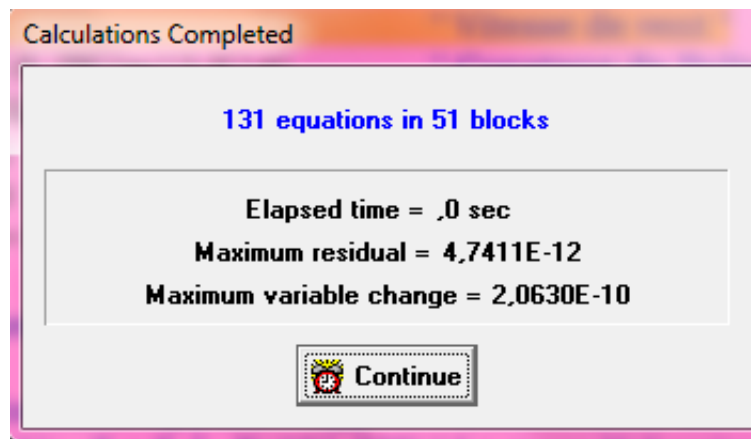 Calculations Completed
131 equations in 51 blocks
Elapsed time = ,0 sec
Maximum residual = 4,7411E-12
Maximum variable change = 2,0630E-10
Continue